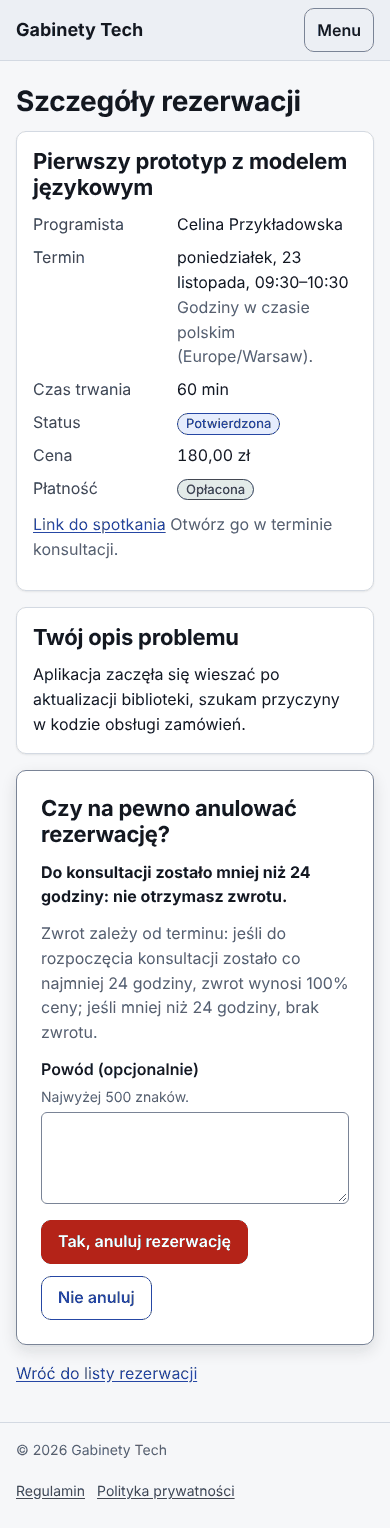 Gabinety Tech
Menu
Szczegóły rezerwacji
Pierwszy prototyp z modelem
językowym
Programista
Celina Przykładowska
Termin
poniedziałek, 23
listopada, 09:30–10:30
Godziny w czasie
polskim
(Europe/Warsaw).
Czas trwania
60 min
Status
Potwierdzona
Cena
180,00 zł
Płatność
Opłacona
Link do spotkania Otwórz go w terminie
konsultacji.
Twój opis problemu
Aplikacja zaczęła się wieszać po
aktualizacji biblioteki, szukam przyczyny
w kodzie obsługi zamówień.
Czy na pewno anulować
rezerwację?
Do konsultacji zostało mniej niż 24
godziny: nie otrzymasz zwrotu.
Zwrot zależy od terminu: jeśli do
rozpoczęcia konsultacji zostało co
najmniej 24 godziny, zwrot wynosi 100%
ceny; jeśli mniej niż 24 godziny, brak
zwrotu.
Powód (opcjonalnie)
Najwyżej 500 znaków.
Tak, anuluj rezerwację
Nie anuluj
Wróć do listy rezerwacji
© 2026 Gabinety Tech
Regulamin Polityka prywatności